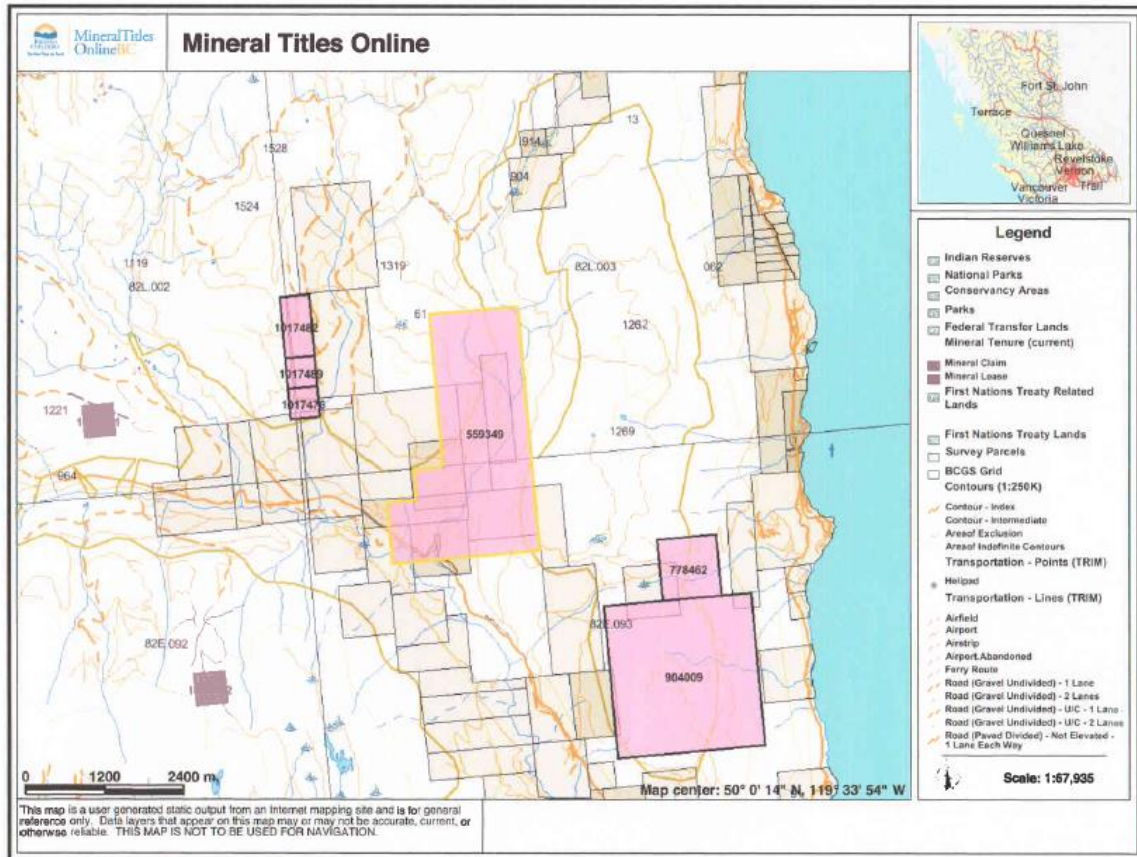 BRITISH
COLUMBIA
MineralTitles
OnlineBC
Mineral Titles Online
Fort St. John
Terrace
Quesnel
Williams Lake
Revelstoke
Vernon
Vancouver
Trail
Victoria
13
1528
914
904
1524
1119
1319
82L.003
062
82L.002
61
1262
1017482
1017489
1017476
1221
559349
1269
964
778462
82E.093
82E.092
904009
0 1200 2400 m.
Map center: 50° 0' 14" N, 119° 33' 54" W
Legend
Indian Reserves
National Parks
Conservancy Areas
Parks
Federal Transfer Lands
Mineral Tenure (current)
Mineral Claim
Mineral Lease
First Nations Treaty Related
Lands
First Nations Treaty Lands
Survey Parcels
BCGS Grid
Contours (1:250K)
Contour - Index
Contour - Intermediate
Area of Exclusion
Area of Indefinite Contours
Transportation - Points (TRIM)
Helipad
Transportation - Lines (TRIM)
Airfield
Airport
Airstrip
Airport.Abandoned
Ferry Route
Road (Gravel Undivided) - 1 Lane
Road (Gravel Undivided) - 2 Lanes
Road (Gravel Undivided) - U/C - 1 Lane
Road (Gravel Undivided) - U/C - 2 Lanes
Road (Paved Divided) - Not Elevated -
1 Lane Each Way
Scale: 1:67,935
This map is a user generated static output from an Internet mapping site and is for general
reference only. Data layers that appear on this map may or may not be accurate, current, or
otherwise reliable. THIS MAP IS NOT TO BE USED FOR NAVIGATION.